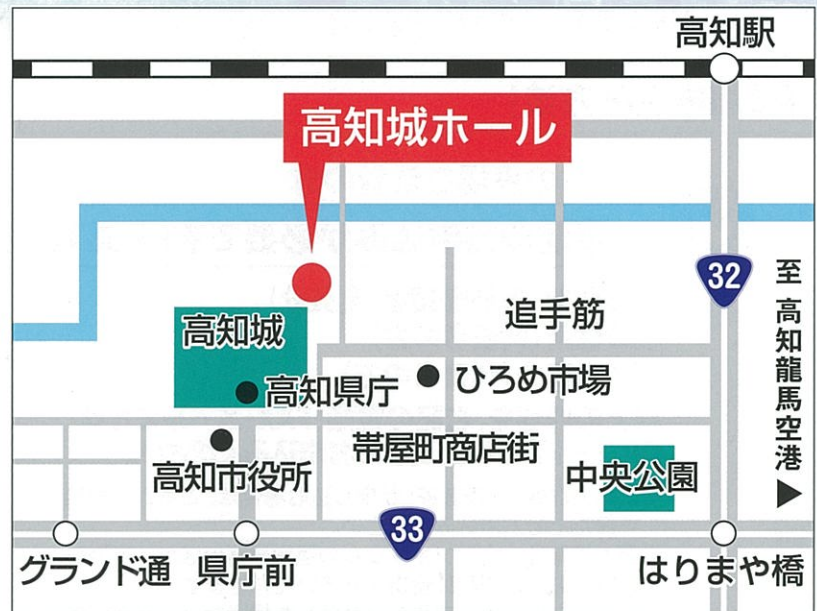 高知駅
高知城ホール
32
至 高知龍馬空港 ▶
追手筋
高知城
高知県庁
ひろめ市場
帯屋町商店街
高知市役所
中央公園
33
グランド通
県庁前
はりまや橋